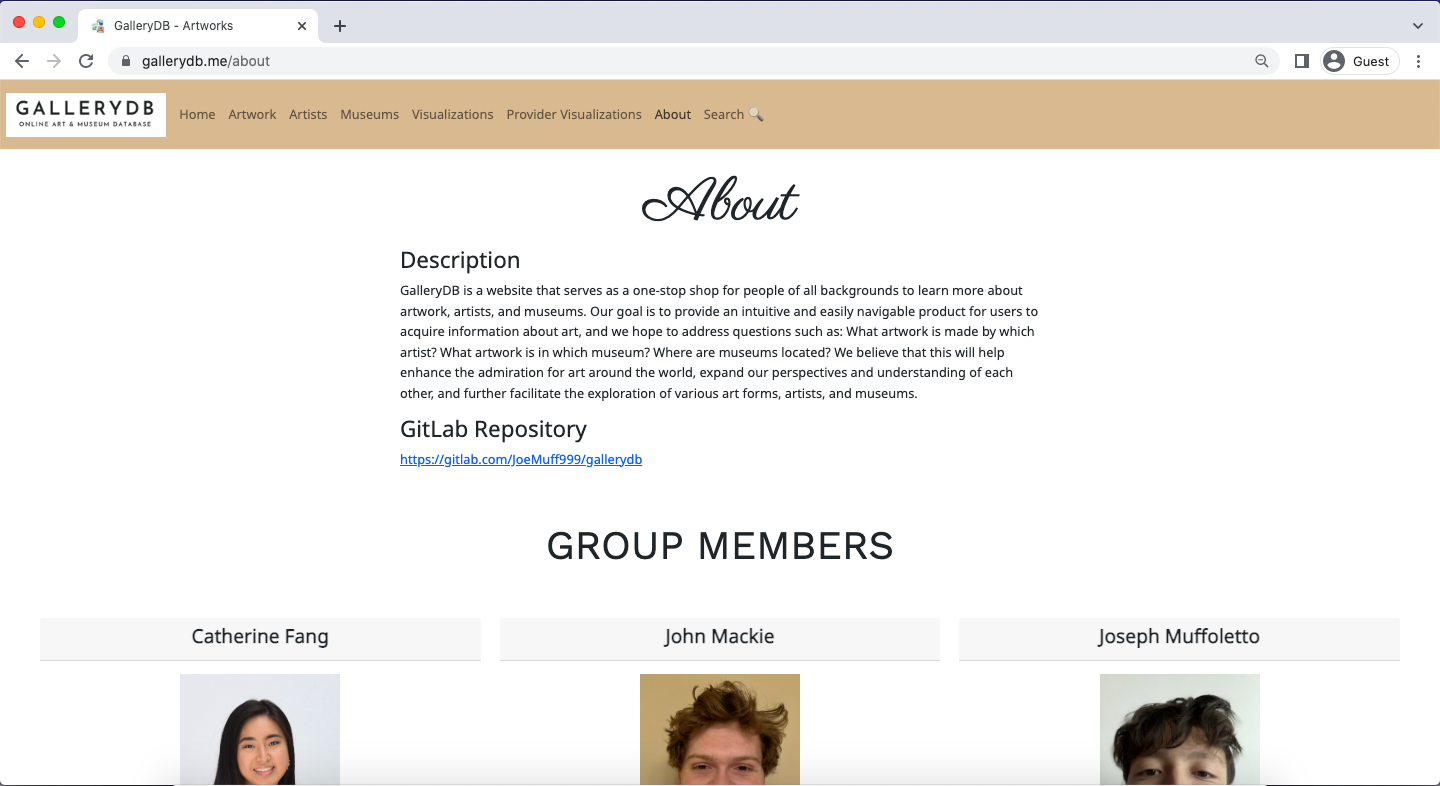 GalleryDB - Artworks
gallerydb.me/about
Guest
GALLERYDB
ONLINE ART & MUSEUM DATABASE
Home Artwork Artists Museums Visualizations Provider Visualizations About Search 🔍
About
Description
GalleryDB is a website that serves as a one-stop shop for people of all backgrounds to learn more about
artwork, artists, and museums. Our goal is to provide an intuitive and easily navigable product for users to
acquire information about art, and we hope to address questions such as: What artwork is made by which
artist? What artwork is in which museum? Where are museums located? We believe that this will help
enhance the admiration for art around the world, expand our perspectives and understanding of each
other, and further facilitate the exploration of various art forms, artists, and museums.
GitLab Repository
https://gitlab.com/JoeMuff999/gallerydb
GROUP MEMBERS
Catherine Fang
John Mackie
Joseph Muffoletto